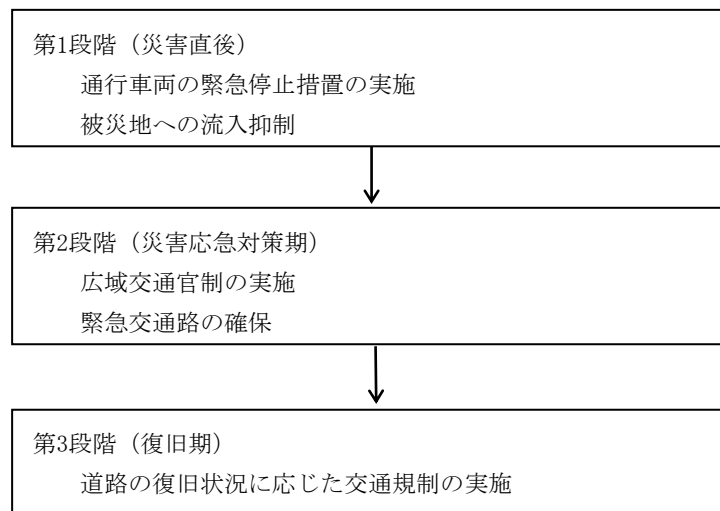 第1段階（災害直後）
通行車両の緊急停止措置の実施
被災地への流入抑制
第2段階（災害応急対策期）
広域交通官制の実施
緊急交通路の確保
第3段階（復旧期）
道路の復旧状況に応じた交通規制の実施